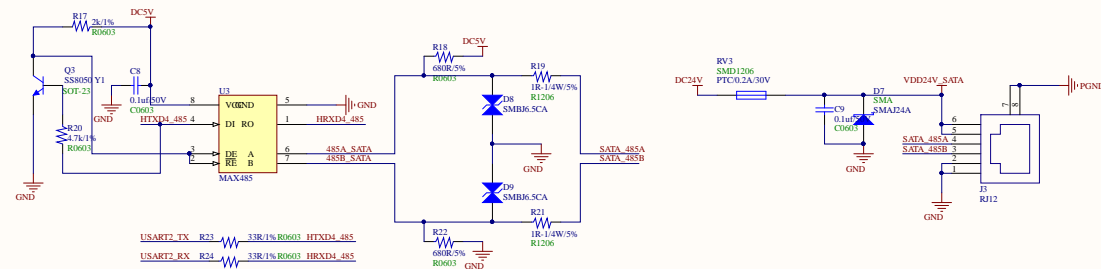 R17 2k/1%
R0603
DC5V
Q3
SS8050 Y1
SOT-23
C8
0.1uf/50V
C0603
GND
HTXD4_485
R20
4.7k/1%
R0603
GND
U3
8 5 GND
4 DI RO 1 HRXD4_485
3 DE A 6 485A_SATA
2 RE B 7 485B_SATA
MAX485
USART2_TX R23 33R/1% R0603 HTXD4_485
USART2_RX R24 33R/1% R0603 HRXD4_485
R18
680R/5%
R0603
DC5V
D8
SMBJ6.5CA
GND
D9
SMBJ6.5CA
R22
680R/5%
R0603
GND
R19
1R-1/4W/5%
R1206
SATA_485A
SATA_485B
R21
1R-1/4W/5%
R1206
RV3
SMD1206
PTC/0.2A/30V
DC24V
C9
0.1uf
C0603
D7
SMA
SMAJ24A
GND
VDD24V_SATA
PGND
7 8
6
5
SATA_485A 4
SATA_485B 3
2
1
GND
J3
RJ12